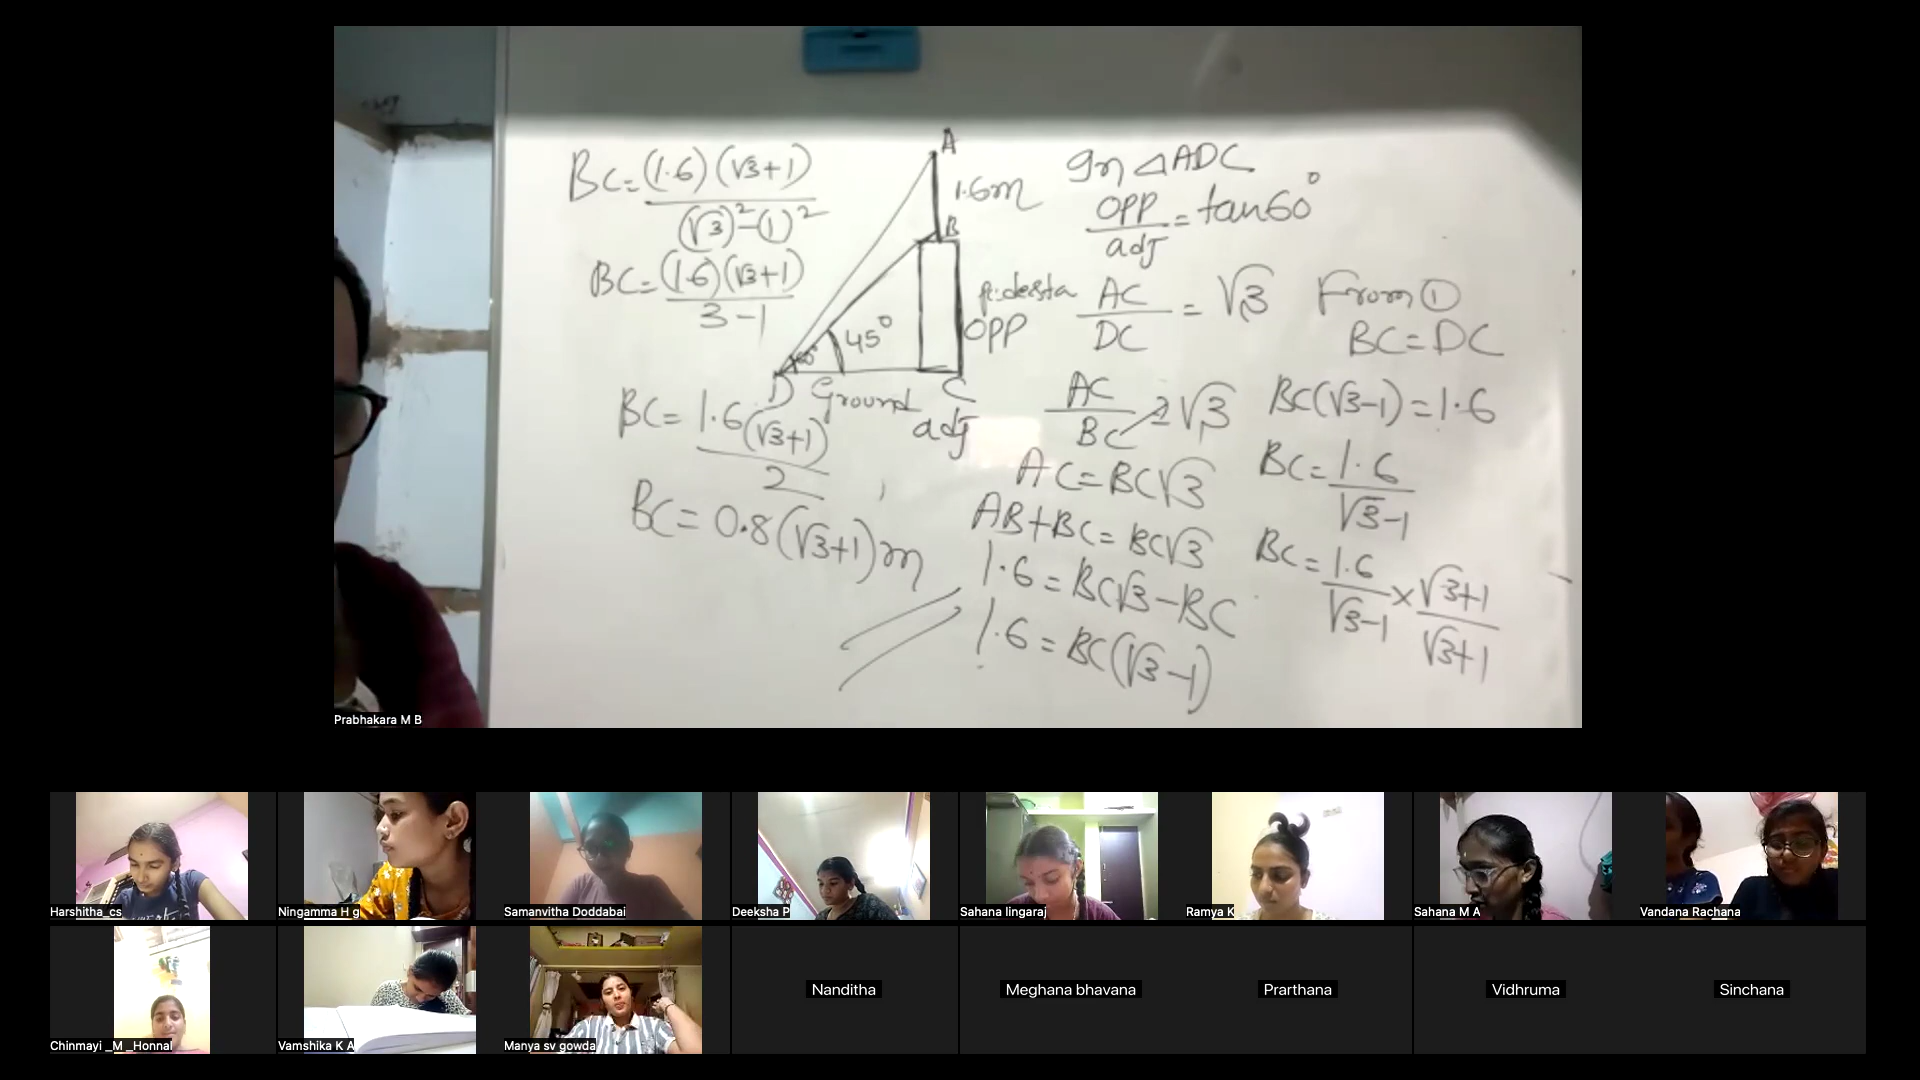 BC=(1.6)(√3+1)
(√3)²-(1)²
BC=(1.6)(√3+1)
3-1
BC=1.6(√3+1)
2
BC=0.8(√3+1)m
A
1.6m
B
45°
60°
OPP
D Ground C
adj
In △ADC
OPP = tan60°
adj
AC = √3
DC
AC = √3
BC
AC=BC√3
AB+BC=BC√3
1.6=BC√3-BC
1.6=BC(√3-1)
From ①
BC=DC
BC(√3-1)=1.6
BC=1.6
√3-1
BC=1.6 × √3+1
√3-1 √3+1
Prabhakara M B
Harshitha_cs
Ningamma H g
Samanvitha Doddabai
Deeksha P
Sahana lingaraj
Ramya K
Sahana M A
Vandana Rachana
Chinmayi _M _Honnal
Vamshika K A
Manya sv gowda
Nanditha
Meghana bhavana
Prarthana
Vidhruma
Sinchana